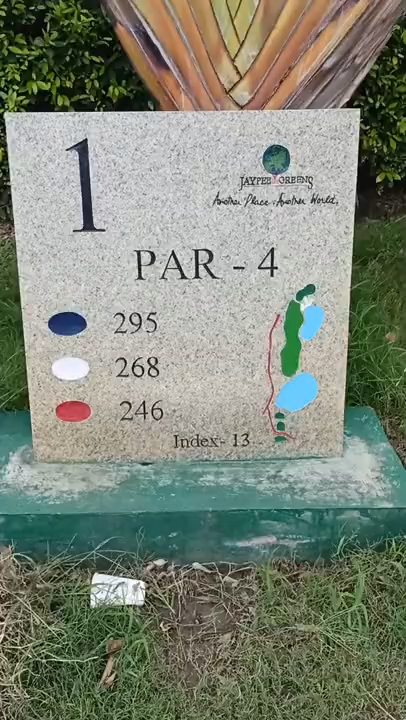 1
JAYPEE GREENS
Another Place, Another World.
PAR - 4
295
268
246
Index- 13